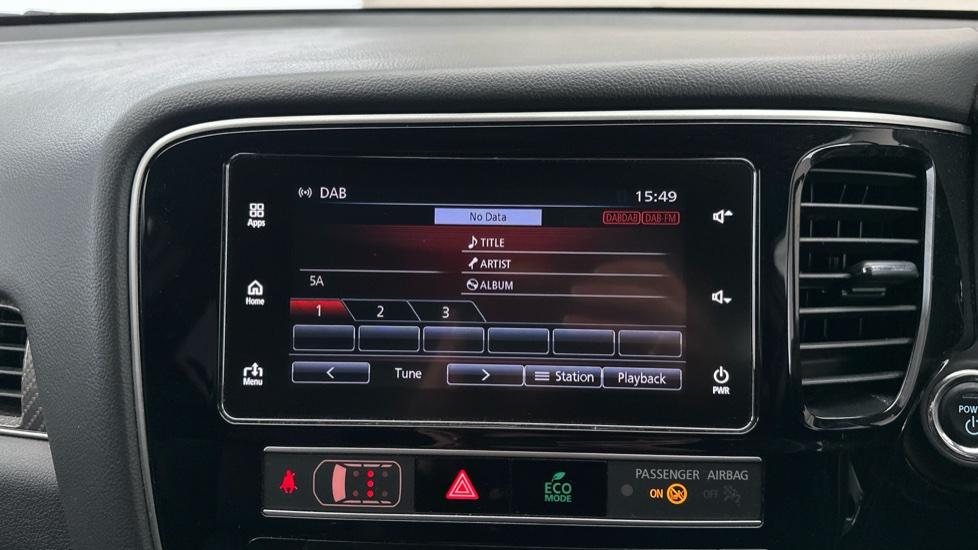 DAB
15:49
Apps
No Data
DABDAB DAB-FM
TITLE
ARTIST
5A
ALBUM
Home
1 2 3
Menu
< Tune > Station Playback
PWR
POWER
PASSENGER AIRBAG
ECO
MODE
ON OFF